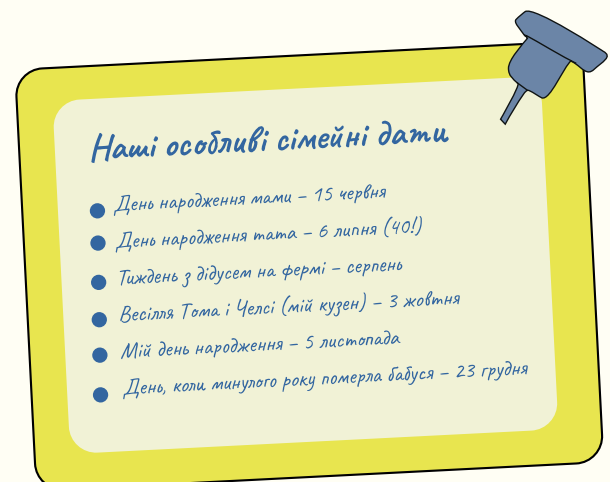 Наші особливі сімейні дати
День народження мами – 15 червня
День народження тата – 6 липня (40!)
Тиждень з дідусем на фермі – серпень
Весілля Тома і Челсі (мій кузен) – 3 жовтня
Мій день народження – 5 листопада
День, коли минулого року померла бабуся – 23 грудня